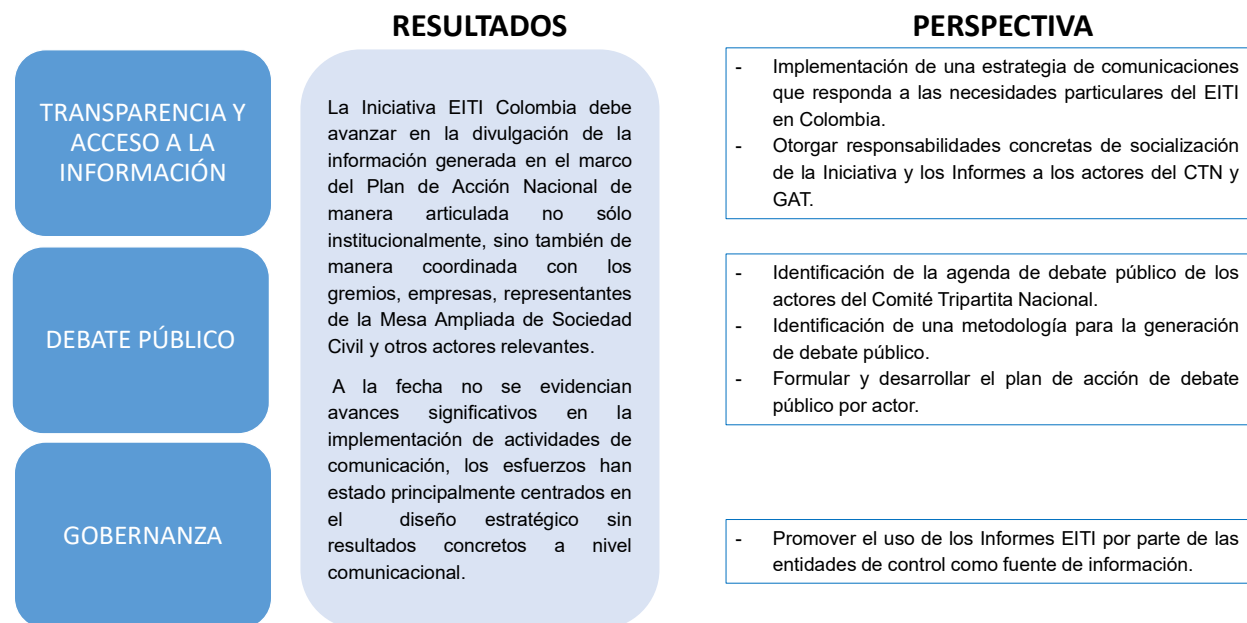 RESULTADOS
PERSPECTIVA
TRANSPARENCIA Y
ACCESO A LA
INFORMACIÓN
DEBATE PÚBLICO
GOBERNANZA
La Iniciativa EITI Colombia debe
avanzar en la divulgación de la
información generada en el marco
del Plan de Acción Nacional de
manera articulada no sólo
institucionalmente, sino también de
manera coordinada con los
gremios, empresas, representantes
de la Mesa Ampliada de Sociedad
Civil y otros actores relevantes.
A la fecha no se evidencian
avances significativos en la
implementación de actividades de
comunicación, los esfuerzos han
estado principalmente centrados en
el diseño estratégico sin
resultados concretos a nivel
comunicacional.
- Implementación de una estrategia de comunicaciones
que responda a las necesidades particulares del EITI
en Colombia.
- Otorgar responsabilidades concretas de socialización
de la Iniciativa y los Informes a los actores del CTN y
GAT.
- Identificación de la agenda de debate público de los
actores del Comité Tripartita Nacional.
- Identificación de una metodología para la generación
de debate público.
- Formular y desarrollar el plan de acción de debate
público por actor.
- Promover el uso de los Informes EITI por parte de las
entidades de control como fuente de información.